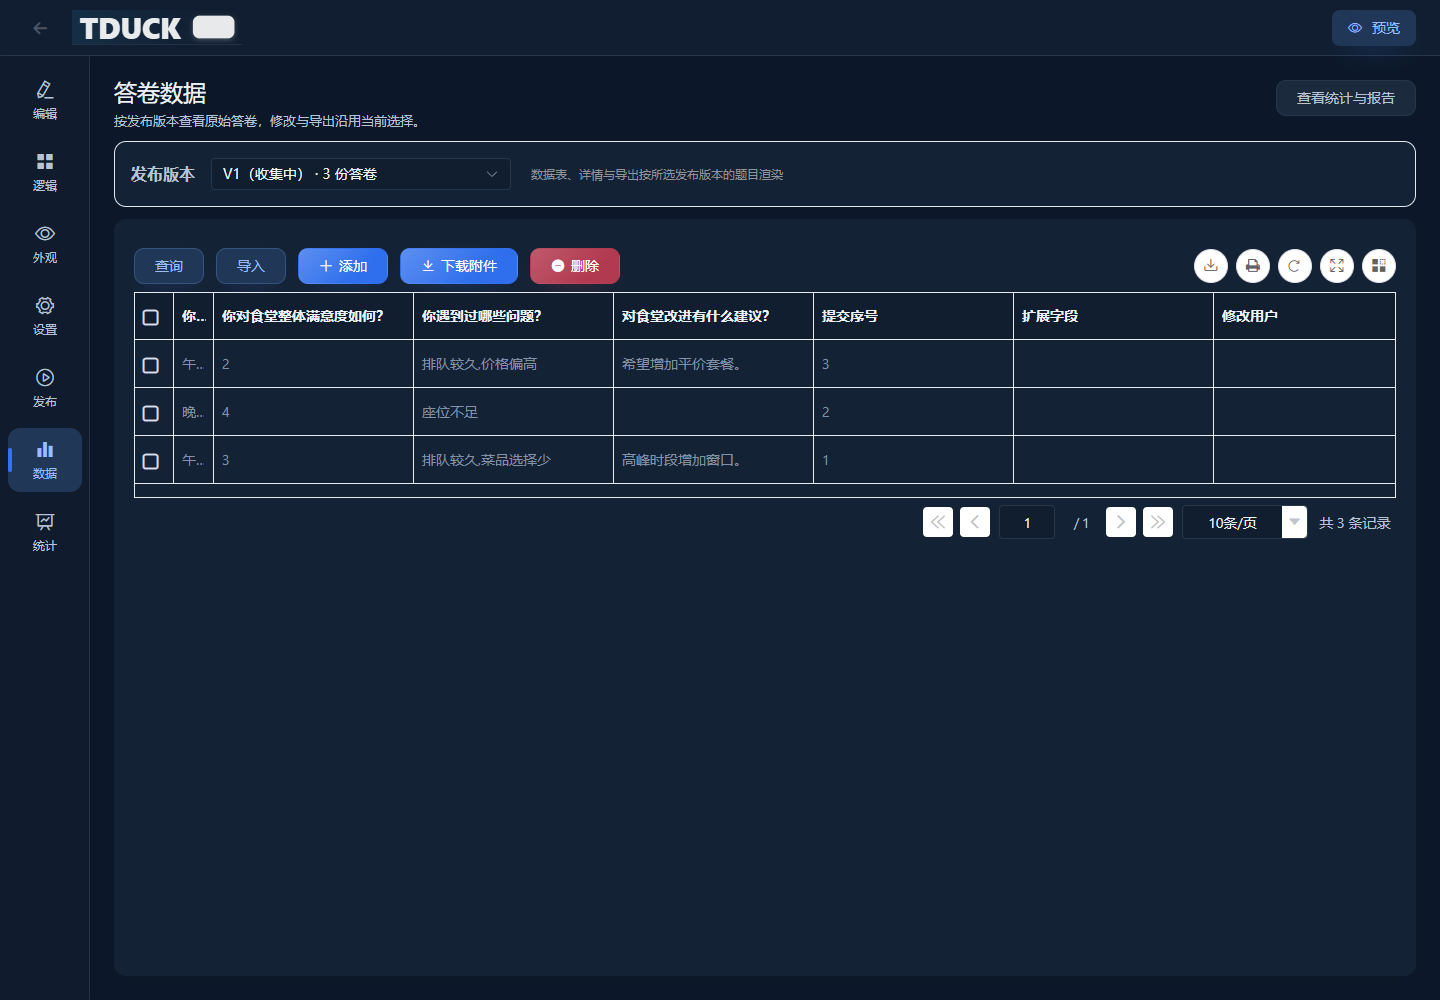 TDUCK
预览
编辑
逻辑
外观
设置
发布
数据
统计
答卷数据
查看统计与报告
按发布版本查看原始答卷，修改与导出沿用当前选择。
发布版本 V1（收集中）· 3 份答卷 数据表、详情与导出按所选发布版本的题目渲染
查询 导入 添加 下载附件 删除
你... 你对食堂整体满意度如何？ 你遇到过哪些问题？ 对食堂改进有什么建议？ 提交序号 扩展字段 修改用户
午... 2 排队较久,价格偏高 希望增加平价套餐。 3
晚... 4 座位不足 2
午... 3 排队较久,菜品选择少 高峰时段增加窗口。 1
1 / 1 10条/页 共 3 条记录